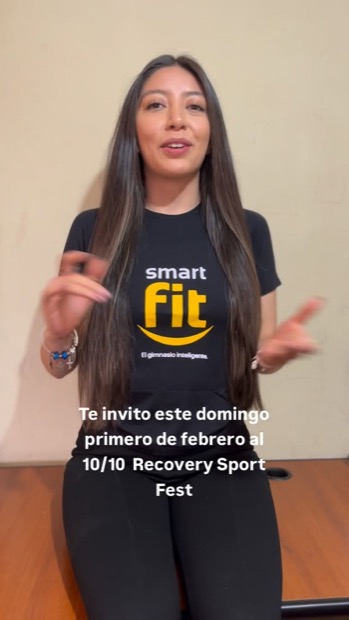 smart
fit
El gimnasio inteligente.
Te invito este domingo
primero de febrero al
10/10 Recovery Sport
Fest